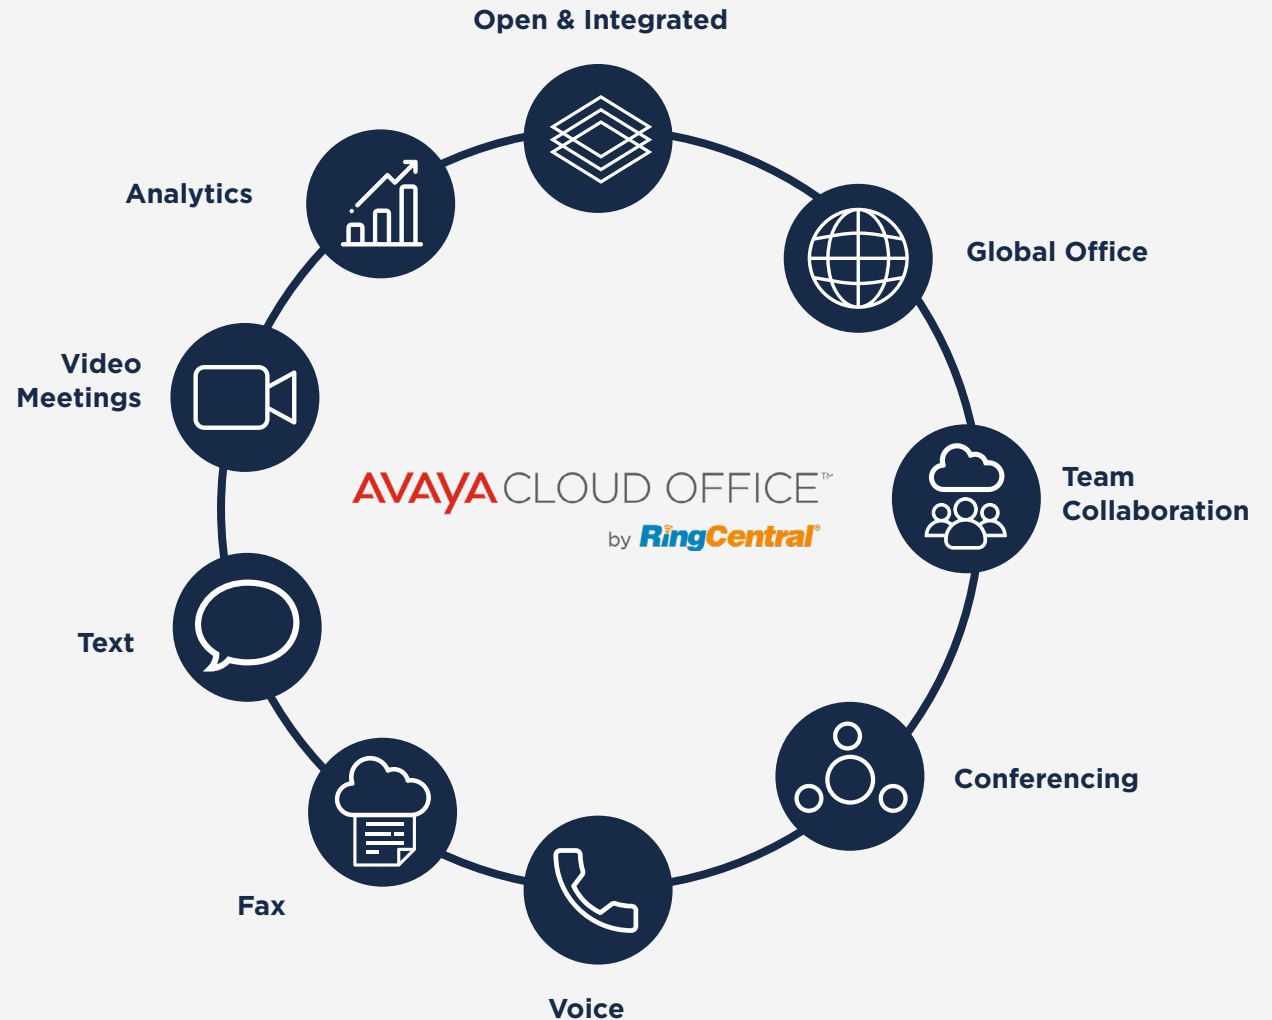 Open & Integrated
Analytics
Global Office
Video
Meetings
AVAYA CLOUD OFFICE™
by RingCentral®
Team
Collaboration
Text
Conferencing
Fax
Voice